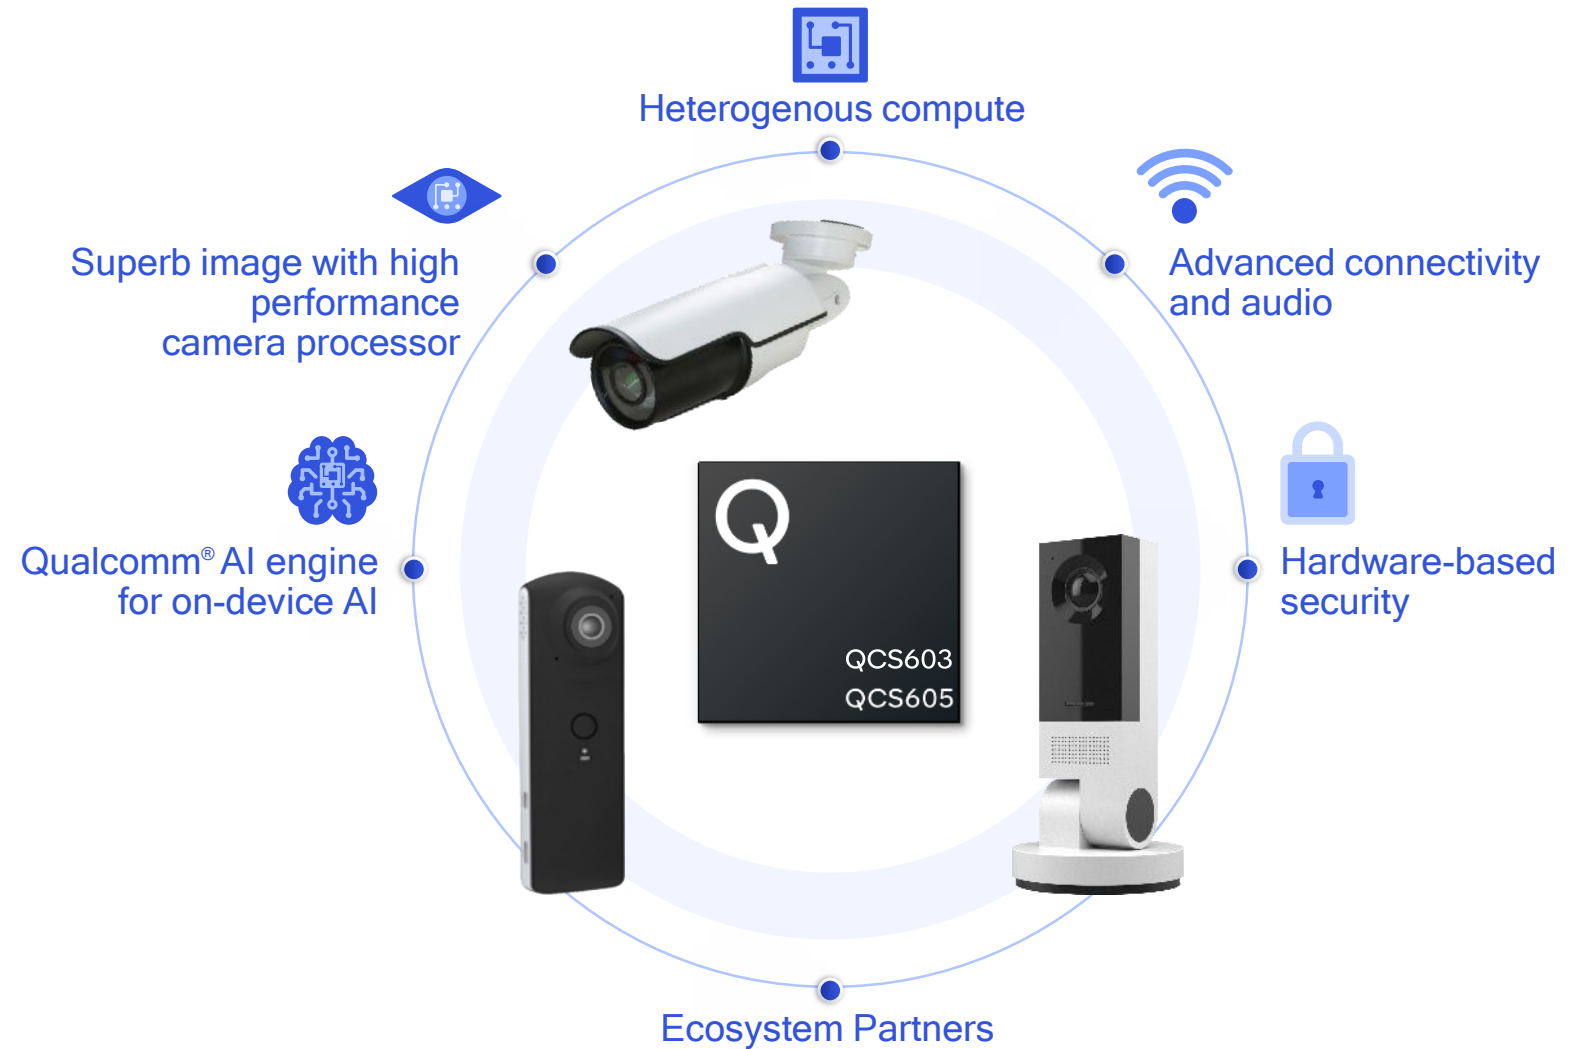 Heterogenous compute
Superb image with high
performance
camera processor
Advanced connectivity
and audio
Qualcomm® AI engine
for on-device AI
Hardware-based
security
Q
QCS603
QCS605
Ecosystem Partners